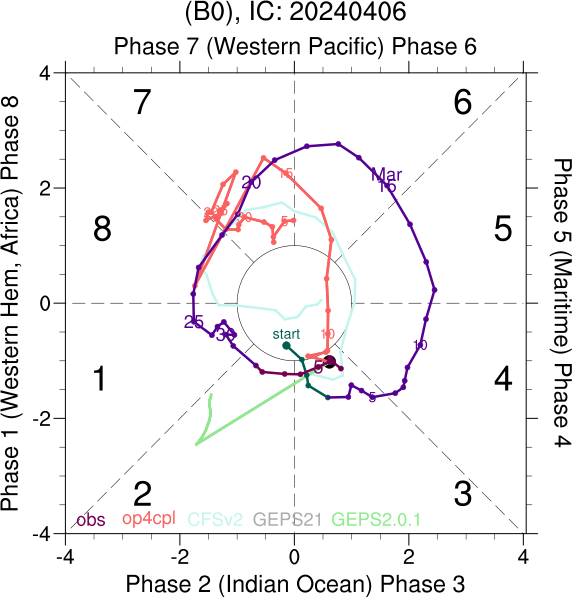 (B0), IC: 20240406
Phase 7 (Western Pacific) Phase 6
4
2
0
-2
-4
-4 -2 0 2 4
Phase 1 (Western Hem, Africa) Phase 8
Phase 5 (Maritime) Phase 4
Phase 2 (Indian Ocean) Phase 3
7
6
8
5
1
4
2
3
20
15
Mar
15
5
25
start
10
10
5
5
obs op4cpl CFSv2 GEPS21 GEPS2.0.1